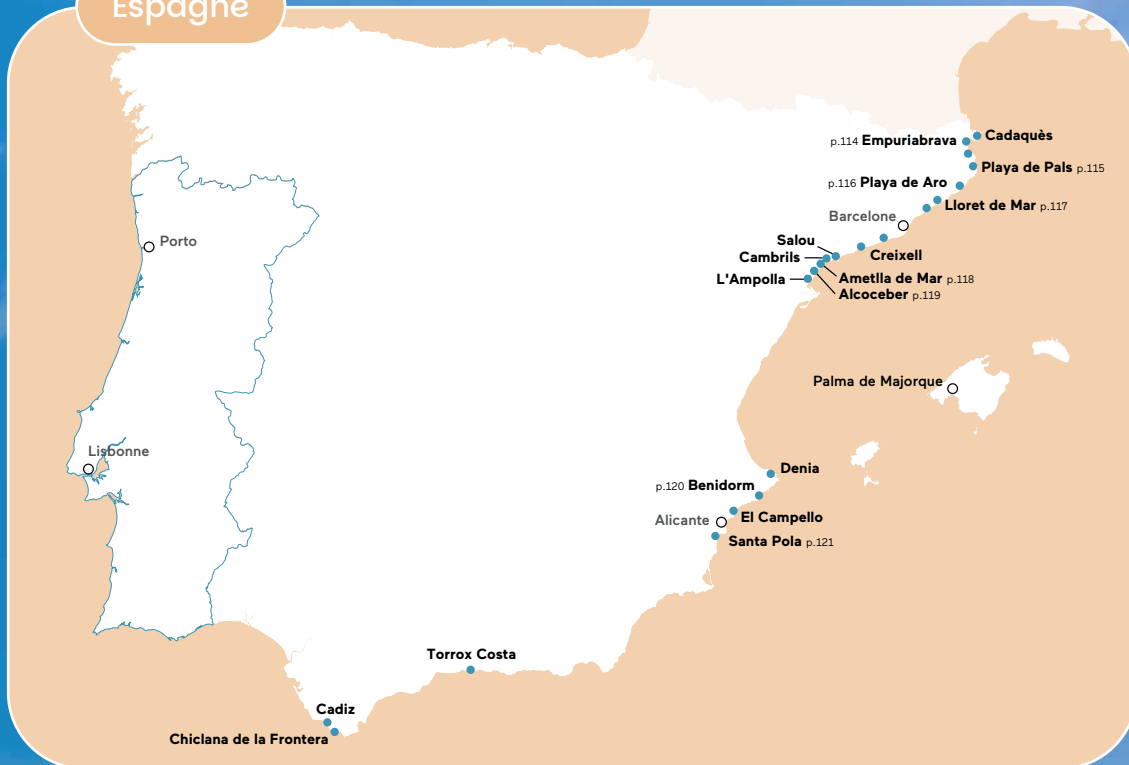 Espagne
Cadaquès
p.114 Empuriabrava
Playa de Pals p.115
p.116 Playa de Aro
Lloret de Mar p.117
Barcelone
Salou
Porto
Creixell
Cambrils
L'Ampolla
Ametlla de Mar p.118
Alcoceber p.119
Palma de Majorque
Lisbonne
Denia
p.120 Benidorm
El Campello
Alicante
Santa Pola p.121
Torrox Costa
Cadiz
Chiclana de la Frontera